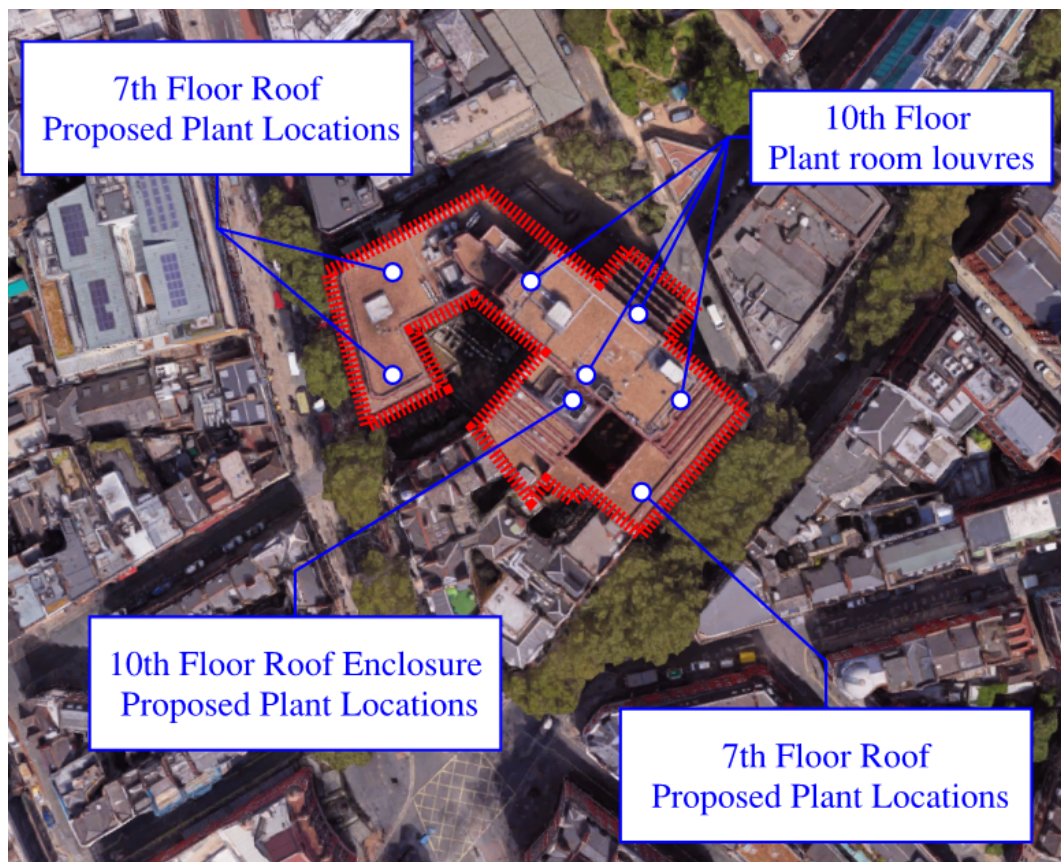 7th Floor Roof
Proposed Plant Locations
10th Floor
Plant room louvres
10th Floor Roof Enclosure
Proposed Plant Locations
7th Floor Roof
Proposed Plant Locations